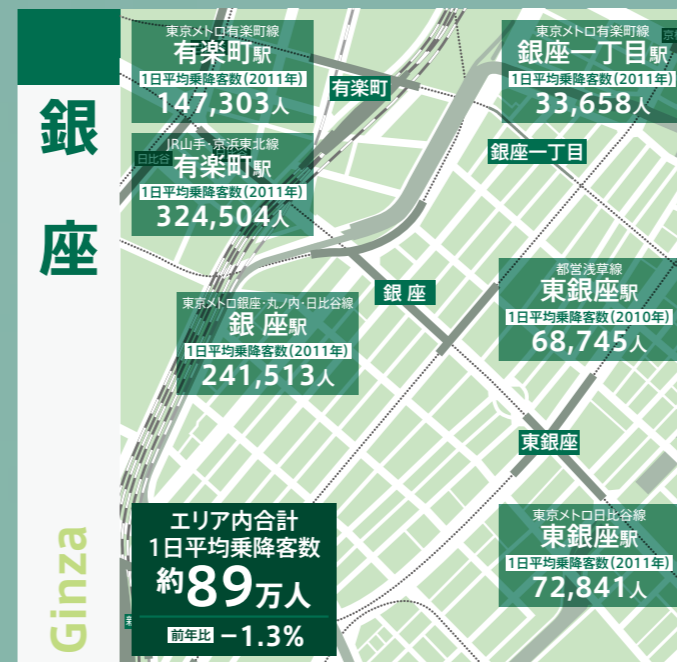 銀座
Ginza
東京メトロ有楽町線
有楽町駅
1日平均乗降客数(2011年)
147,303人
JR山手・京浜東北線
有楽町駅
1日平均乗降客数(2011年)
324,504人
日比谷
有楽町
東京メトロ有楽町線
銀座一丁目駅
1日平均乗降客数(2011年)
33,658人
銀座一丁目
東京メトロ銀座・丸ノ内・日比谷線
銀座駅
1日平均乗降客数(2011年)
241,513人
銀座
都営浅草線
東銀座駅
1日平均乗降客数(2010年)
68,745人
東銀座
東京メトロ日比谷線
東銀座駅
1日平均乗降客数(2011年)
72,841人
エリア内合計
1日平均乗降客数
約89万人
前年比 −1.3%